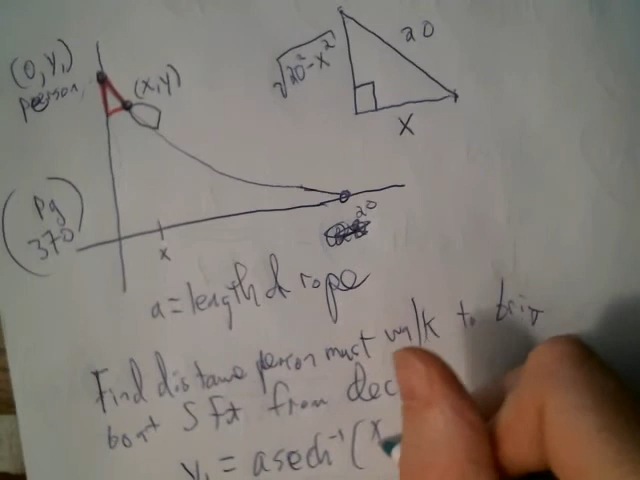 (0, y₁)
person
(x, y)
20
√20²-x²
x
(Pg
370)
x
20
a = length of rope
Find distance person must walk to bring
boat 5 ft from dec
y₁ = a sech⁻¹(x